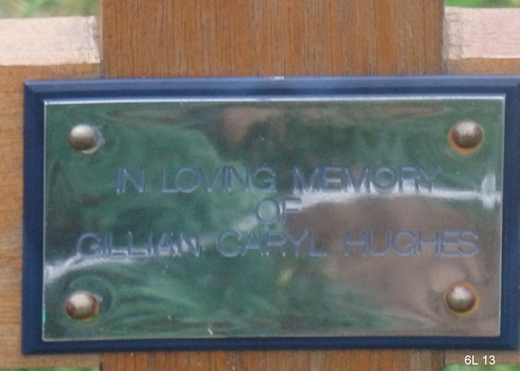 IN LOVING MEMORY
OF
GILLIAN CARYL HUGHES
6L 13